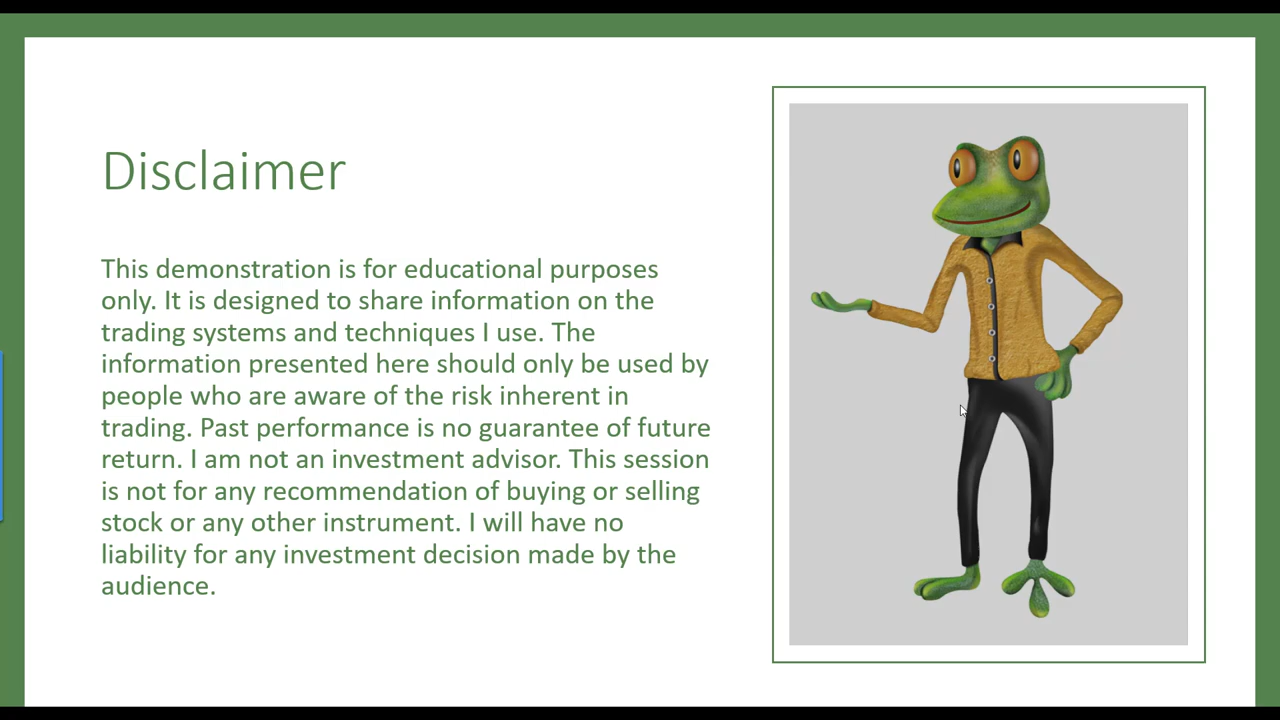 Disclaimer
This demonstration is for educational purposes
only. It is designed to share information on the
trading systems and techniques I use. The
information presented here should only be used by
people who are aware of the risk inherent in
trading. Past performance is no guarantee of future
return. I am not an investment advisor. This session
is not for any recommendation of buying or selling
stock or any other instrument. I will have no
liability for any investment decision made by the
audience.